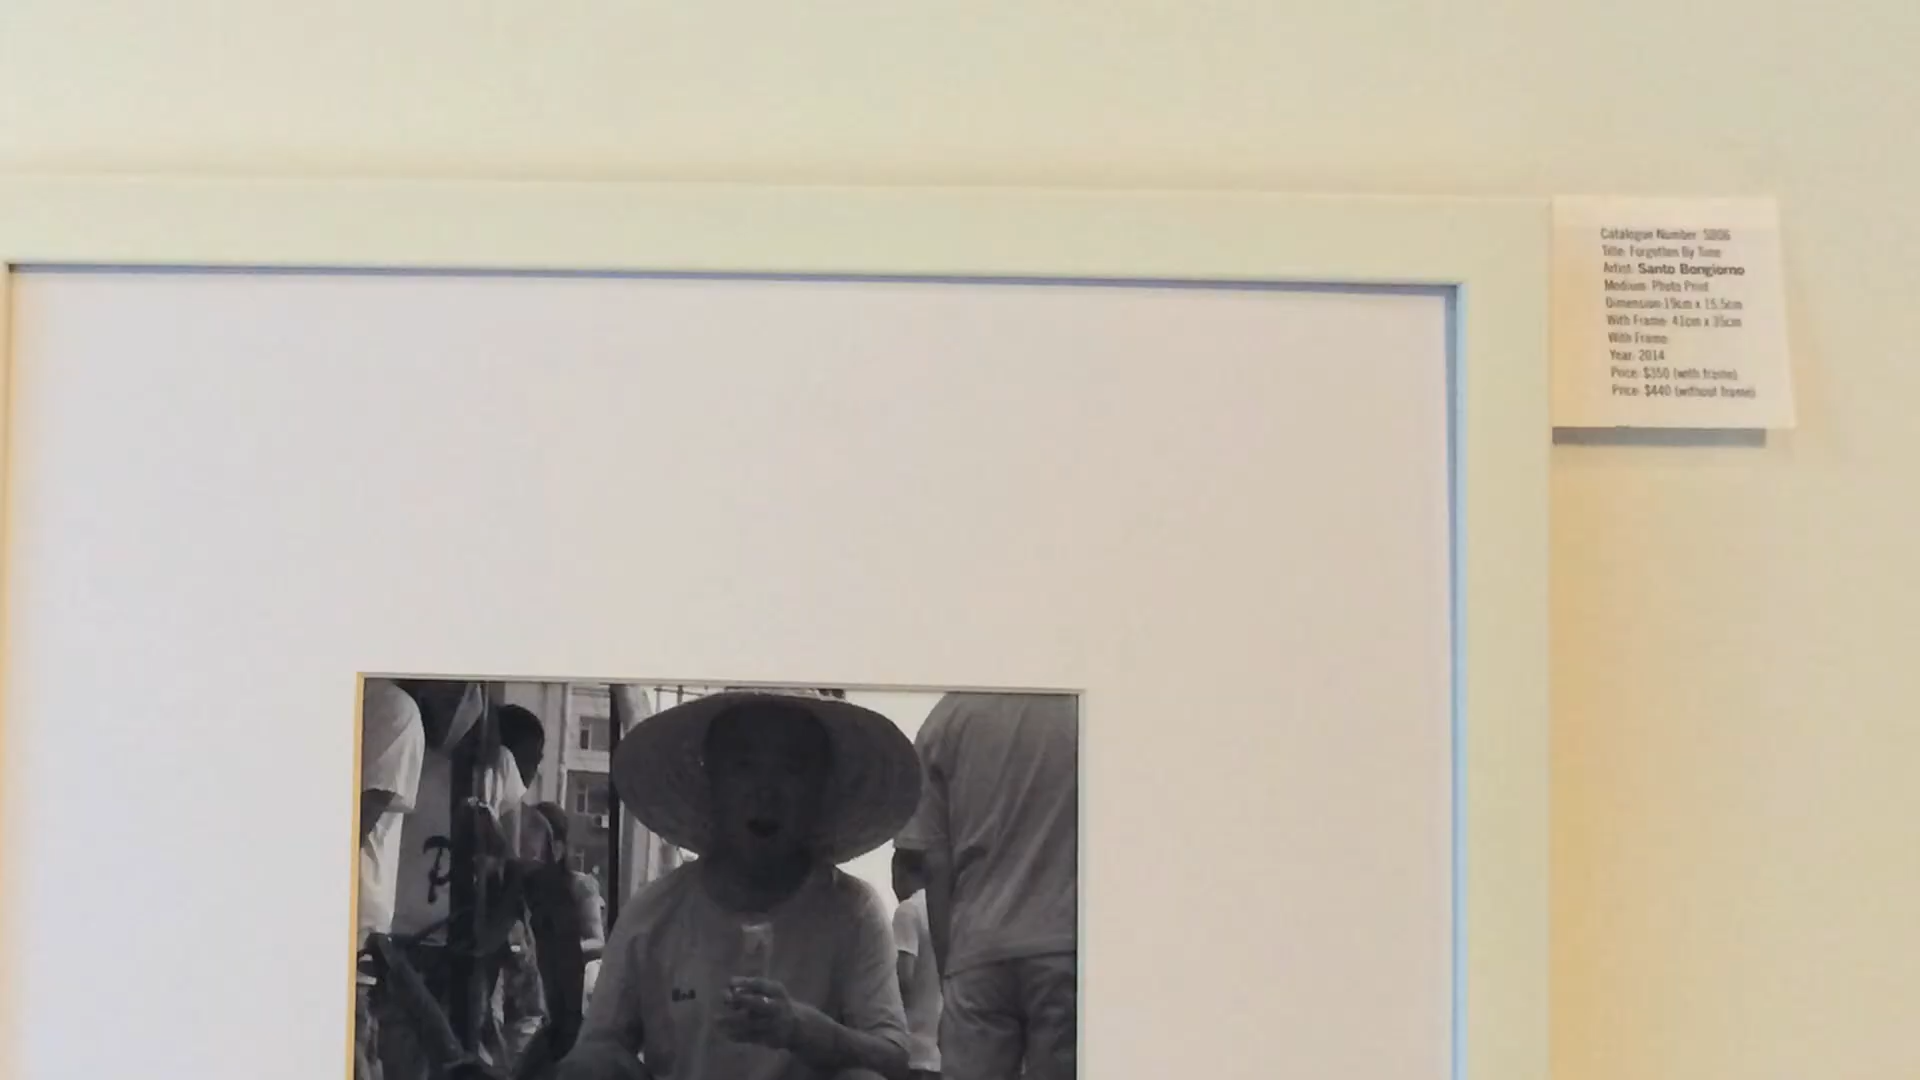 Catalogue Number: SB06
Title: Forgotten By Time
Artist: Santo Bongiorno
Medium: Photo Print
Dimension:19cm x 15.5cm
With Frame: 41cm x 35cm
With Frame:
Year: 2014
Price: $350 (with frame)
Price: $440 (without frame)